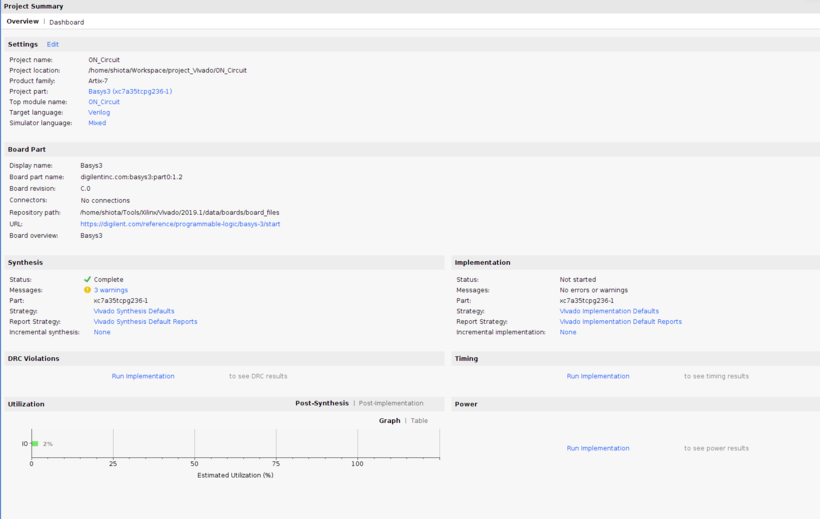 Project Summary
Overview | Dashboard
Settings Edit
Project name: ON_Circuit
Project location: /home/shiota/Workspace/project_Vivado/ON_Circuit
Product family: Artix-7
Project part: Basys3 (xc7a35tcpg236-1)
Top module name: ON_Circuit
Target language: Verilog
Simulator language: Mixed
Board Part
Display name: Basys3
Board part name: digilentinc.com:basys3:part0:1.2
Board revision: C.0
Connectors: No connections
Repository path: /home/shiota/Tools/Xilinx/Vivado/2019.1/data/boards/board_files
URL: https://digilent.com/reference/programmable-logic/basys-3/start
Board overview: Basys3
Synthesis
Status: Complete
Messages: 3 warnings
Part: xc7a35tcpg236-1
Strategy: Vivado Synthesis Defaults
Report Strategy: Vivado Synthesis Default Reports
Incremental synthesis: None
Implementation
Status: Not started
Messages: No errors or warnings
Part: xc7a35tcpg236-1
Strategy: Vivado Implementation Defaults
Report Strategy: Vivado Implementation Default Reports
Incremental implementation: None
DRC Violations
Run Implementation to see DRC results
Timing
Run Implementation to see timing results
Utilization Post-Synthesis | Post-Implementation
Graph | Table
IO 2%
0 25 50 75 100
Estimated Utilization (%)
Power
Run Implementation to see power results